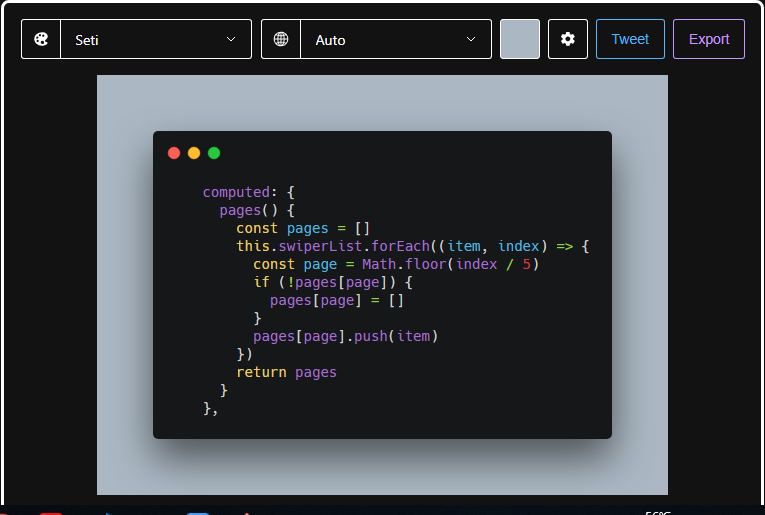 Seti
Auto
Tweet
Export
computed: {
  pages() {
    const pages = []
    this.swiperList.forEach((item, index) => {
      const page = Math.floor(index / 5)
      if (!pages[page]) {
        pages[page] = []
      }
      pages[page].push(item)
    })
    return pages
  }
},